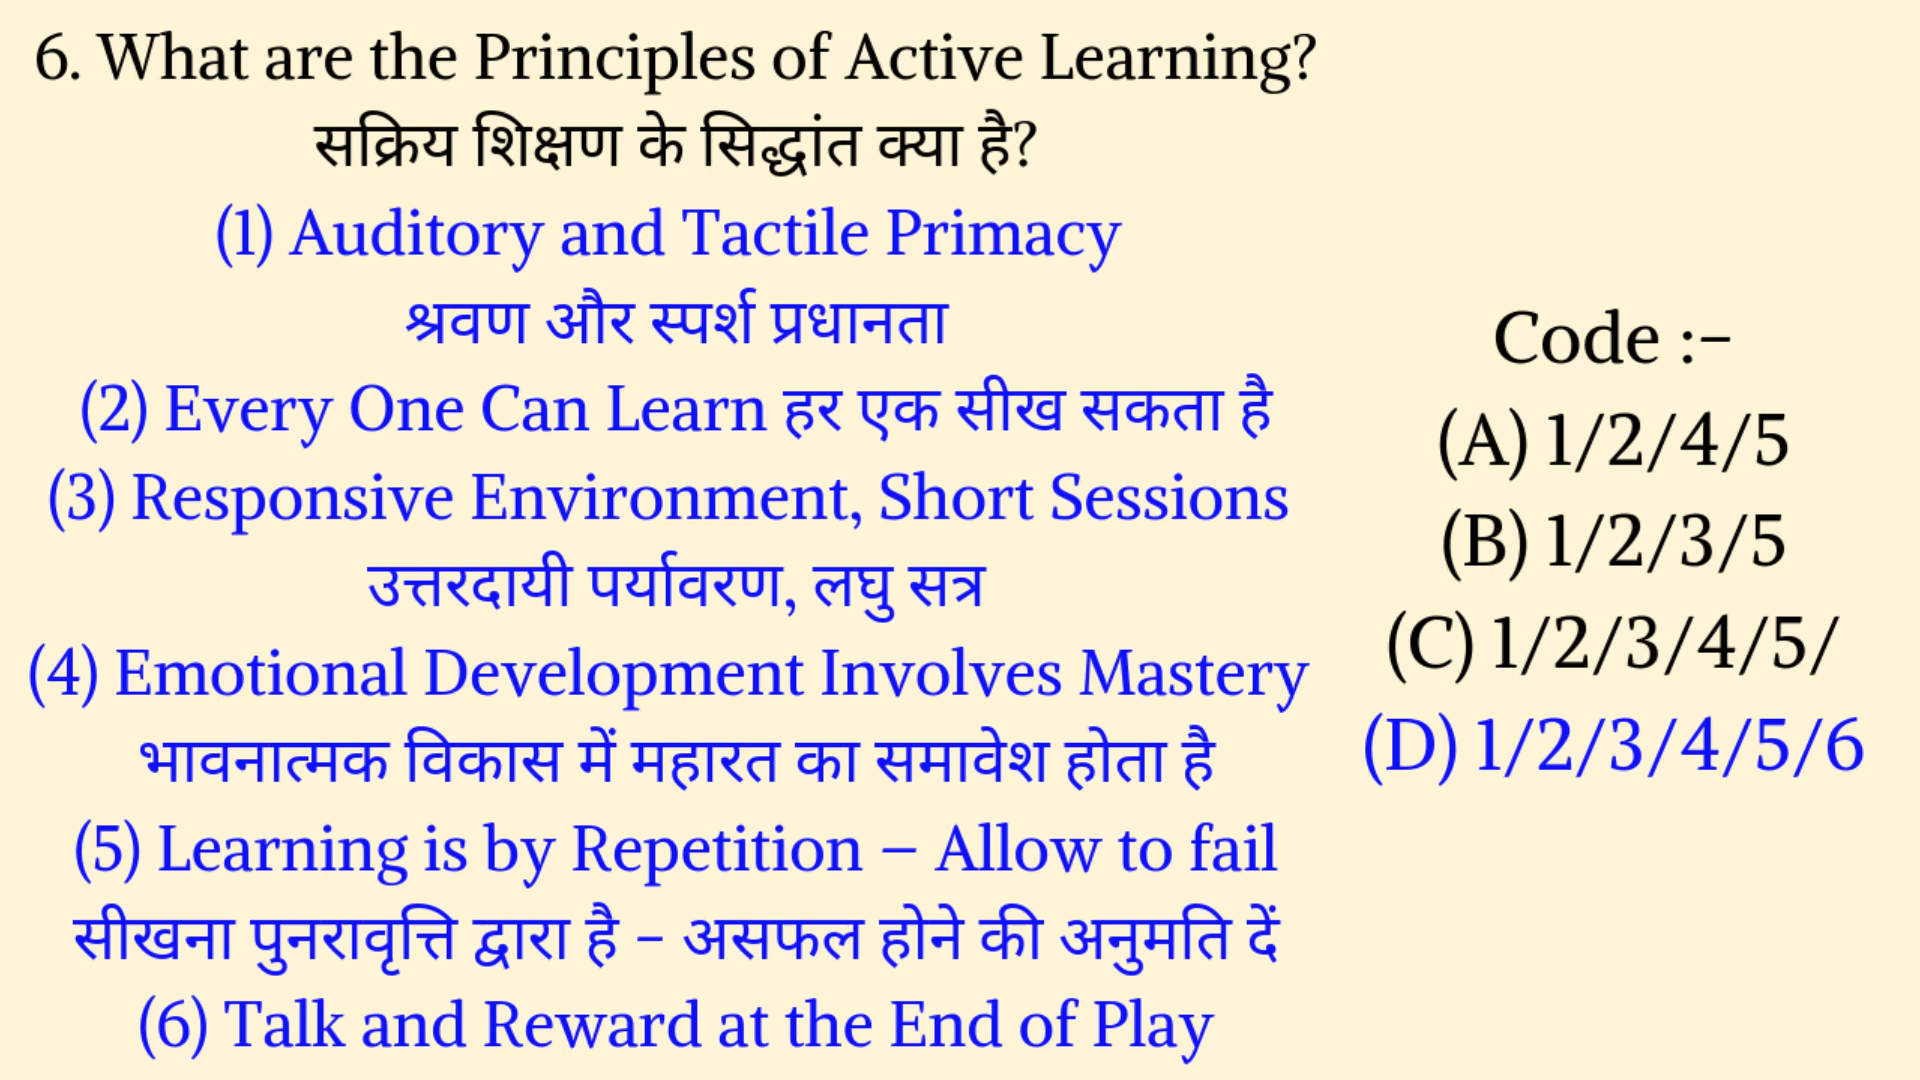 6. What are the Principles of Active Learning?
सक्रिय शिक्षण के सिद्धांत क्या है?
(1) Auditory and Tactile Primacy
श्रवण और स्पर्श प्रधानता
(2) Every One Can Learn हर एक सीख सकता है
(3) Responsive Environment, Short Sessions
उत्तरदायी पर्यावरण, लघु सत्र
(4) Emotional Development Involves Mastery
भावनात्मक विकास में महारत का समावेश होता है
(5) Learning is by Repetition – Allow to fail
सीखना पुनरावृत्ति द्वारा है – असफल होने की अनुमति दें
(6) Talk and Reward at the End of Play
Code :–
(A) 1/2/4/5
(B) 1/2/3/5
(C) 1/2/3/4/5/
(D) 1/2/3/4/5/6